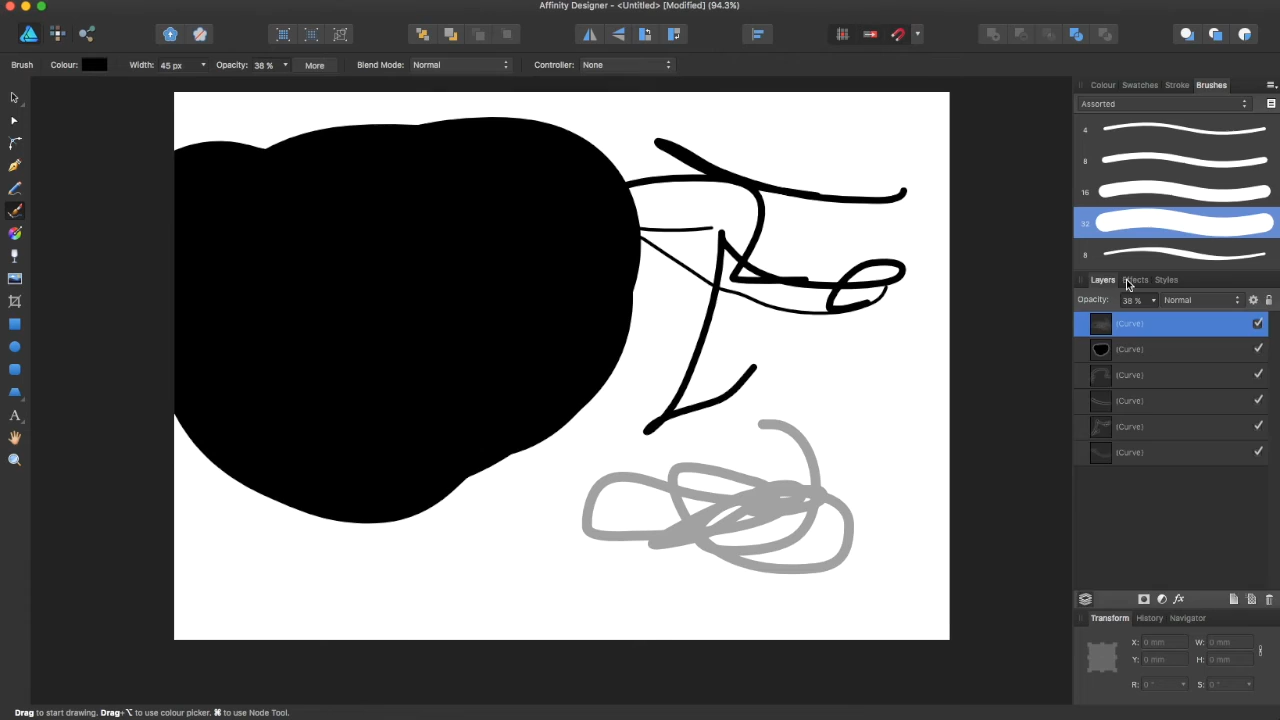 Affinity Designer - <Untitled> [Modified] (94.3%)
Brush Colour: Width: 45 px Opacity: 38 % More Blend Mode: Normal Controller: None
Colour Swatches Stroke Brushes
Assorted
4
8
16
32
8
Layers Effects Styles
Opacity: 38 % Normal
(Curve)
(Curve)
(Curve)
(Curve)
(Curve)
(Curve)
fx
Transform History Navigator
X: 0 mm W: 0 mm
Y: 0 mm H: 0 mm
R: 0 ° S: 0 °
Drag to start drawing. Drag+⌥ to use colour picker. ⌘ to use Node Tool.